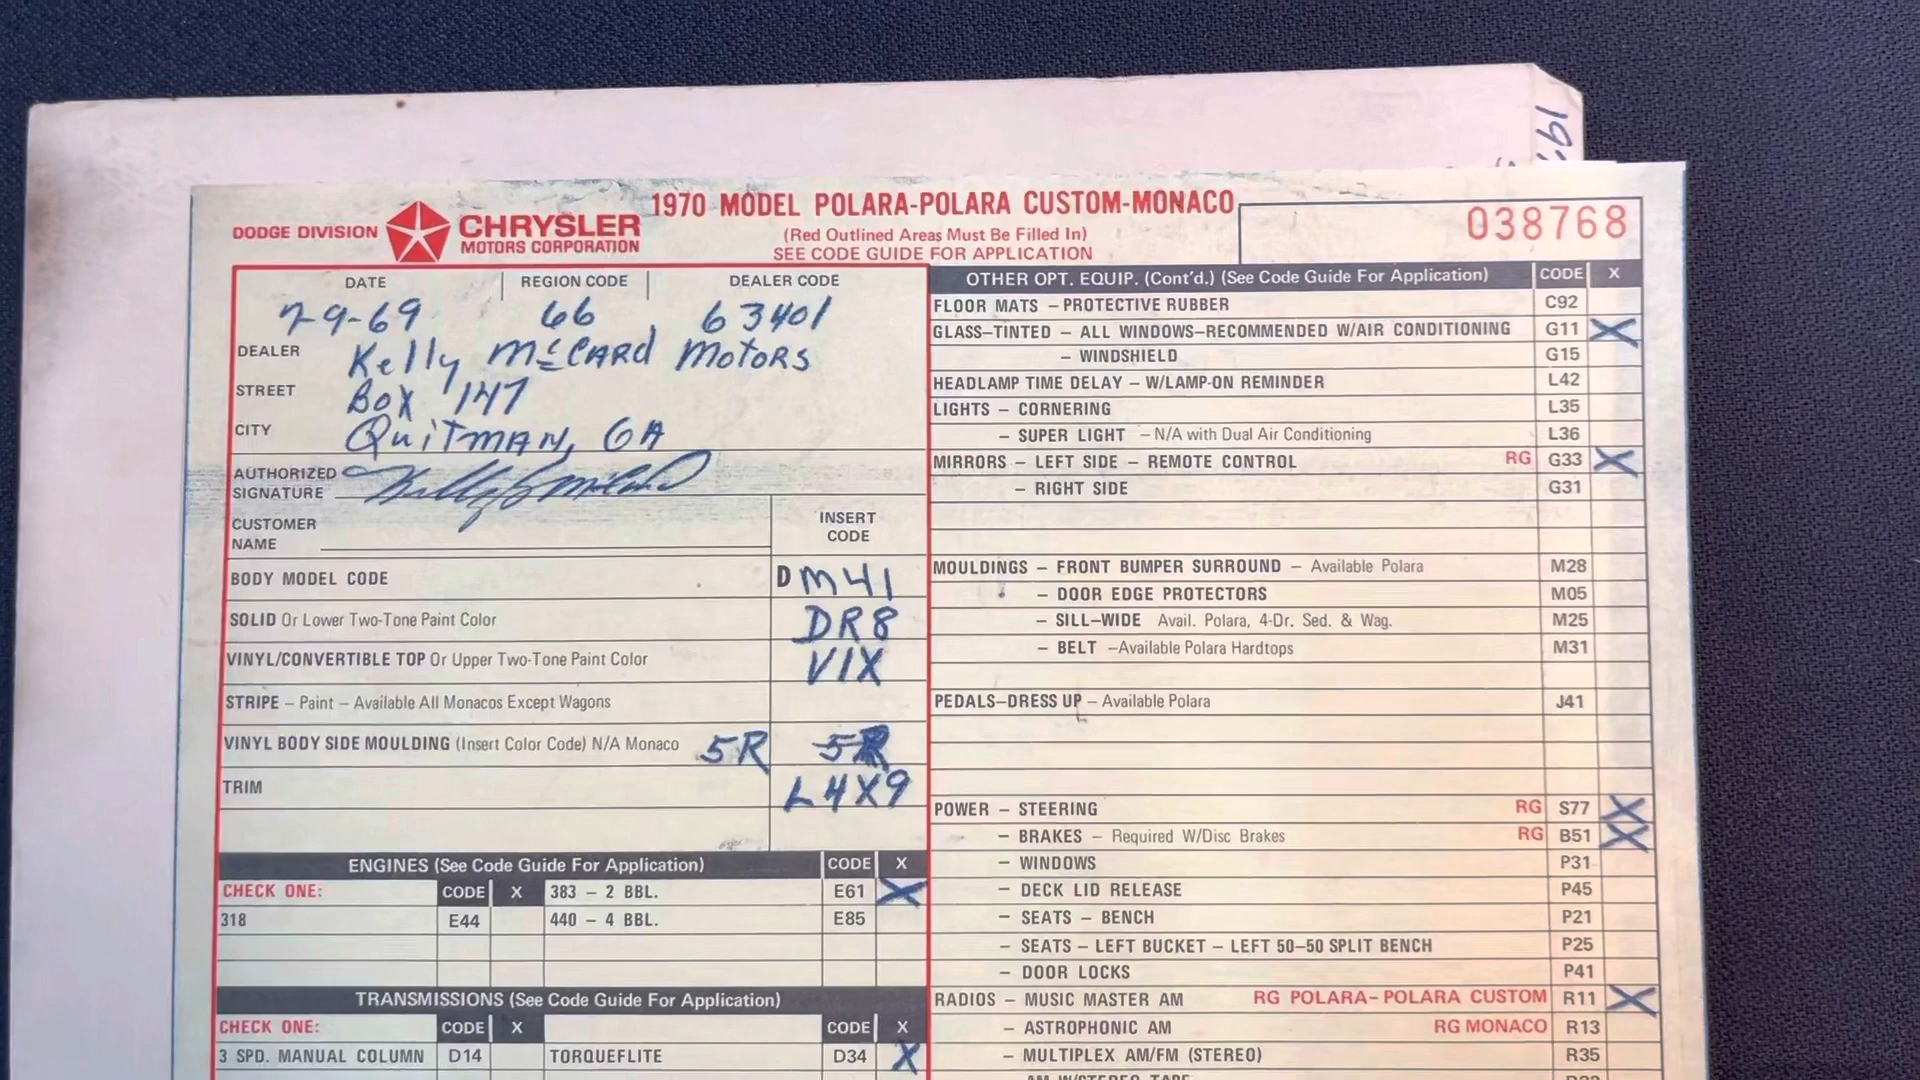 197
1970 MODEL POLARA-POLARA CUSTOM-MONACO
DODGE DIVISION CHRYSLER MOTORS CORPORATION
(Red Outlined Areas Must Be Filled In)
SEE CODE GUIDE FOR APPLICATION
038768
DATE REGION CODE DEALER CODE
7-9-69 66 63401
DEALER Kelly McCARD MOTORS
STREET BOX 147
CITY QUITMAN, GA
AUTHORIZED SIGNATURE
CUSTOMER NAME
INSERT CODE
BODY MODEL CODE D M41
SOLID Or Lower Two-Tone Paint Color DR8
VINYL/CONVERTIBLE TOP Or Upper Two-Tone Paint Color V1X
STRIPE – Paint – Available All Monacos Except Wagons
VINYL BODY SIDE MOULDING (Insert Color Code) N/A Monaco 5R 5R
TRIM L4X9
ENGINES (See Code Guide For Application) CODE X
CHECK ONE: CODE X 383 – 2 BBL. E61 X
318 E44 440 – 4 BBL. E85
TRANSMISSIONS (See Code Guide For Application)
CHECK ONE: CODE X CODE X
3 SPD. MANUAL COLUMN D14 TORQUEFLITE D34 X
OTHER OPT. EQUIP. (Cont'd.) (See Code Guide For Application) CODE X
FLOOR MATS – PROTECTIVE RUBBER C92
GLASS–TINTED – ALL WINDOWS–RECOMMENDED W/AIR CONDITIONING G11 X
– WINDSHIELD G15
HEADLAMP TIME DELAY – W/LAMP-ON REMINDER L42
LIGHTS – CORNERING L35
– SUPER LIGHT – N/A with Dual Air Conditioning L36
MIRRORS – LEFT SIDE – REMOTE CONTROL RG G33 X
– RIGHT SIDE G31
MOULDINGS – FRONT BUMPER SURROUND – Available Polara M28
– DOOR EDGE PROTECTORS M05
– SILL–WIDE Avail. Polara, 4-Dr. Sed. & Wag. M25
– BELT –Available Polara Hardtops M31
PEDALS–DRESS UP – Available Polara J41
POWER – STEERING RG S77 X
– BRAKES – Required W/Disc Brakes RG B51 X
– WINDOWS P31
– DECK LID RELEASE P45
– SEATS – BENCH P21
– SEATS – LEFT BUCKET – LEFT 50–50 SPLIT BENCH P25
– DOOR LOCKS P41
RADIOS – MUSIC MASTER AM RG POLARA–POLARA CUSTOM R11 X
– ASTROPHONIC AM RG MONACO R13
– MULTIPLEX AM/FM (STEREO) R35